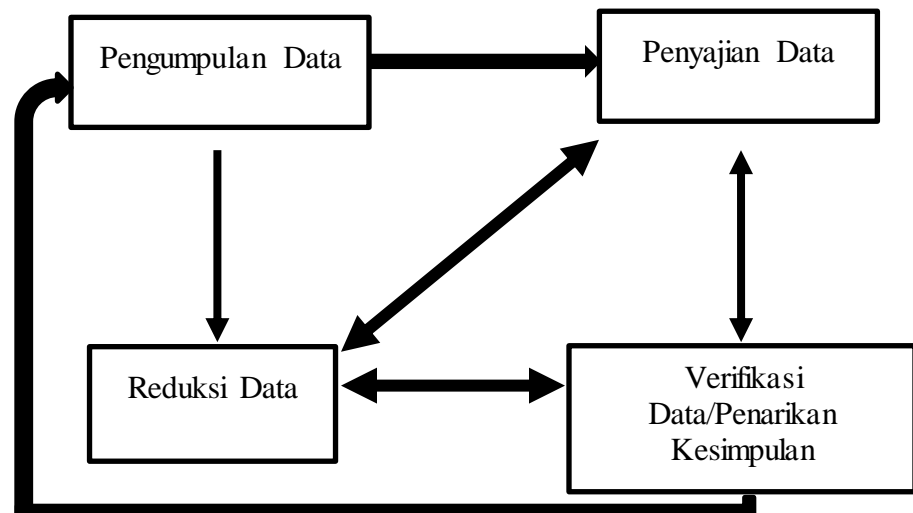 Pengumpulan Data
Penyajian Data
Reduksi Data
Verifikasi
Data/Penarikan
Kesimpulan